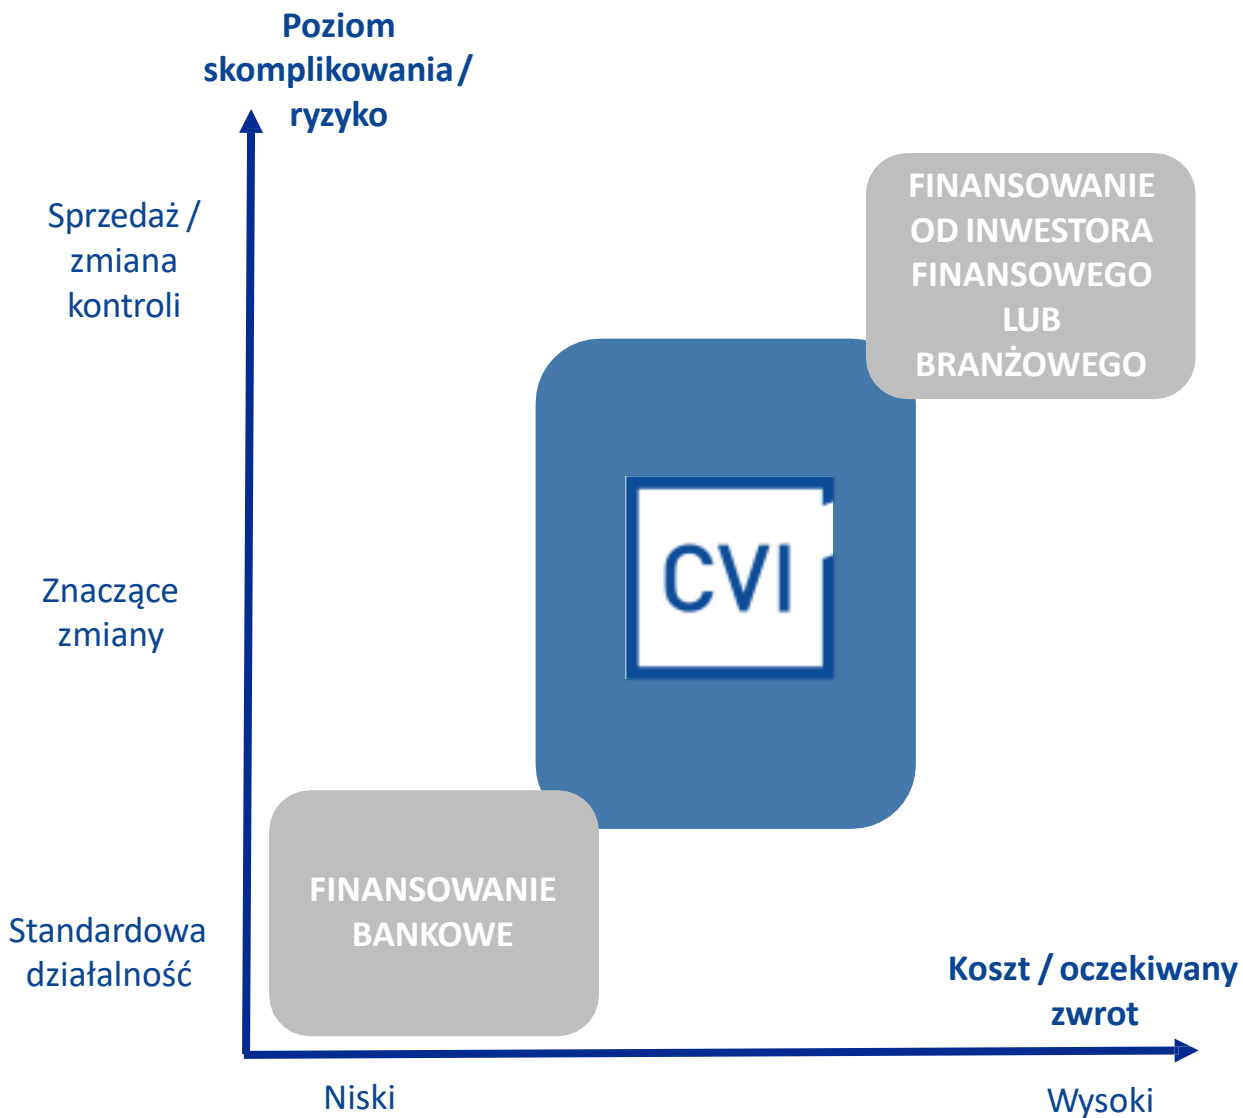 Poziom
skomplikowania /
ryzyko
Sprzedaż /
zmiana
kontroli
FINANSOWANIE
OD INWESTORA
FINANSOWEGO
LUB
BRANŻOWEGO
CVI
Znaczące
zmiany
FINANSOWANIE
BANKOWE
Standardowa
działalność
Koszt / oczekiwany
zwrot
Niski
Wysoki